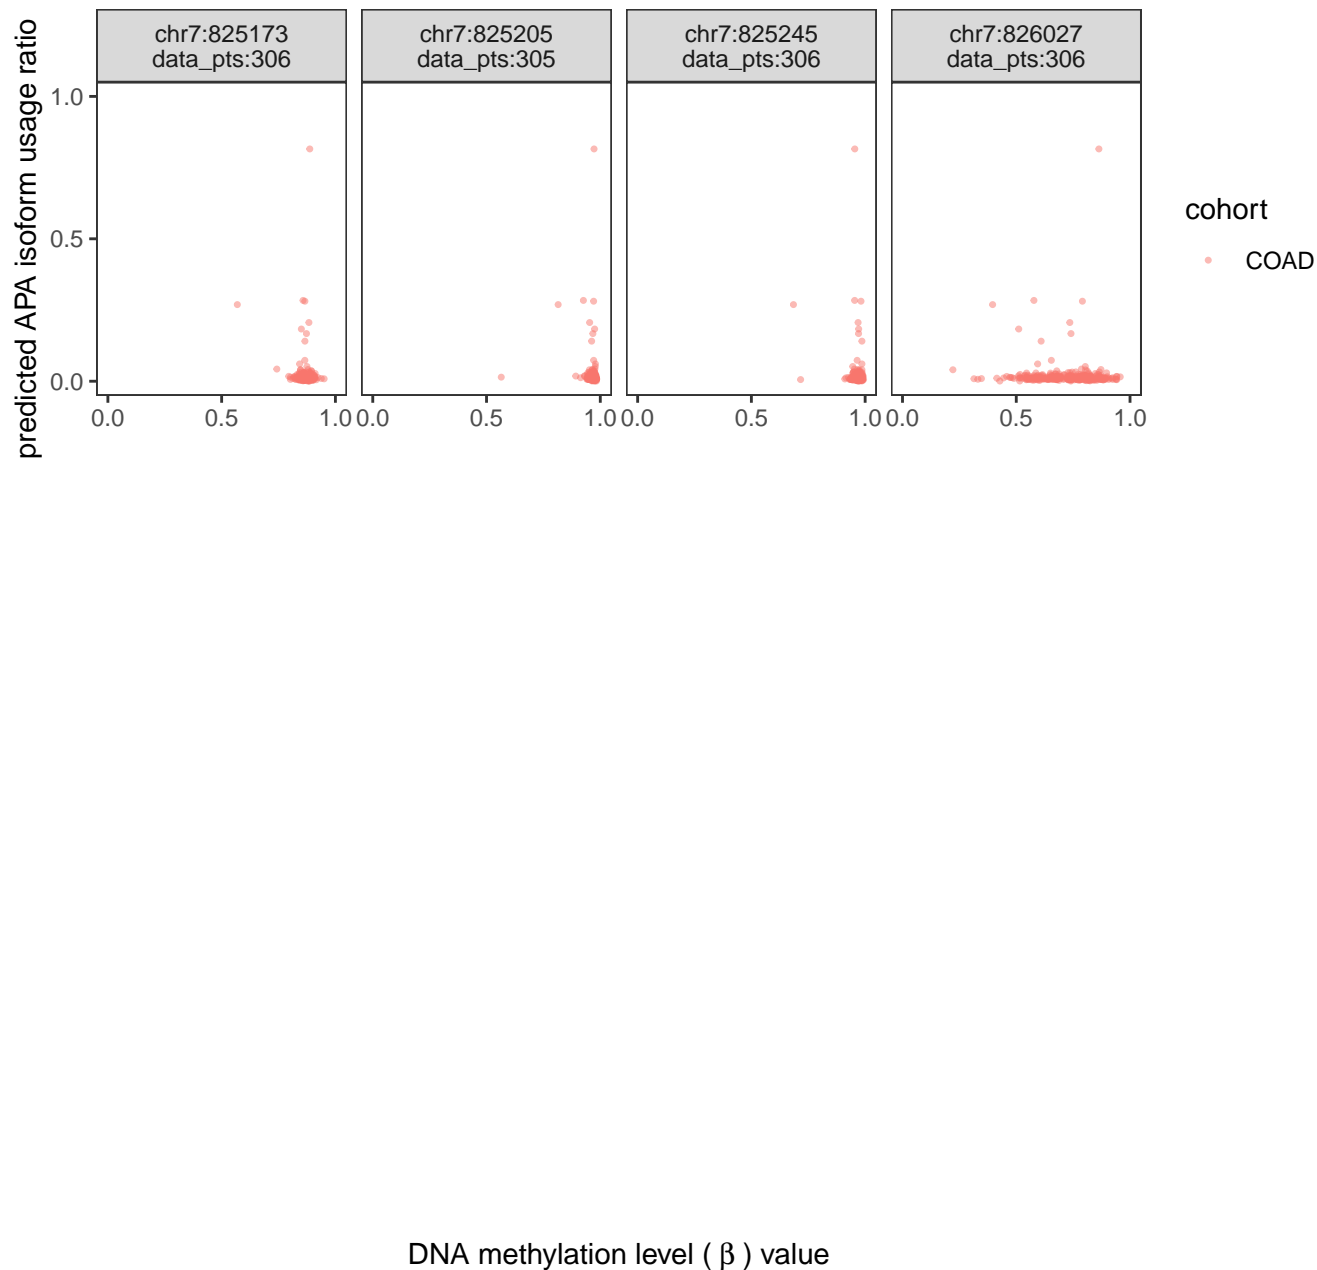 predicted APA isoform usage ratio
chr7:825173
data_pts:306
chr7:825205
data_pts:305
chr7:825245
data_pts:306
chr7:826027
data_pts:306
1.0
0.5
0.0
0.0 0.5 1.0 0.0 0.5 1.0 0.0 0.5 1.0 0.0 0.5 1.0
cohort
COAD
DNA methylation level ( β ) value